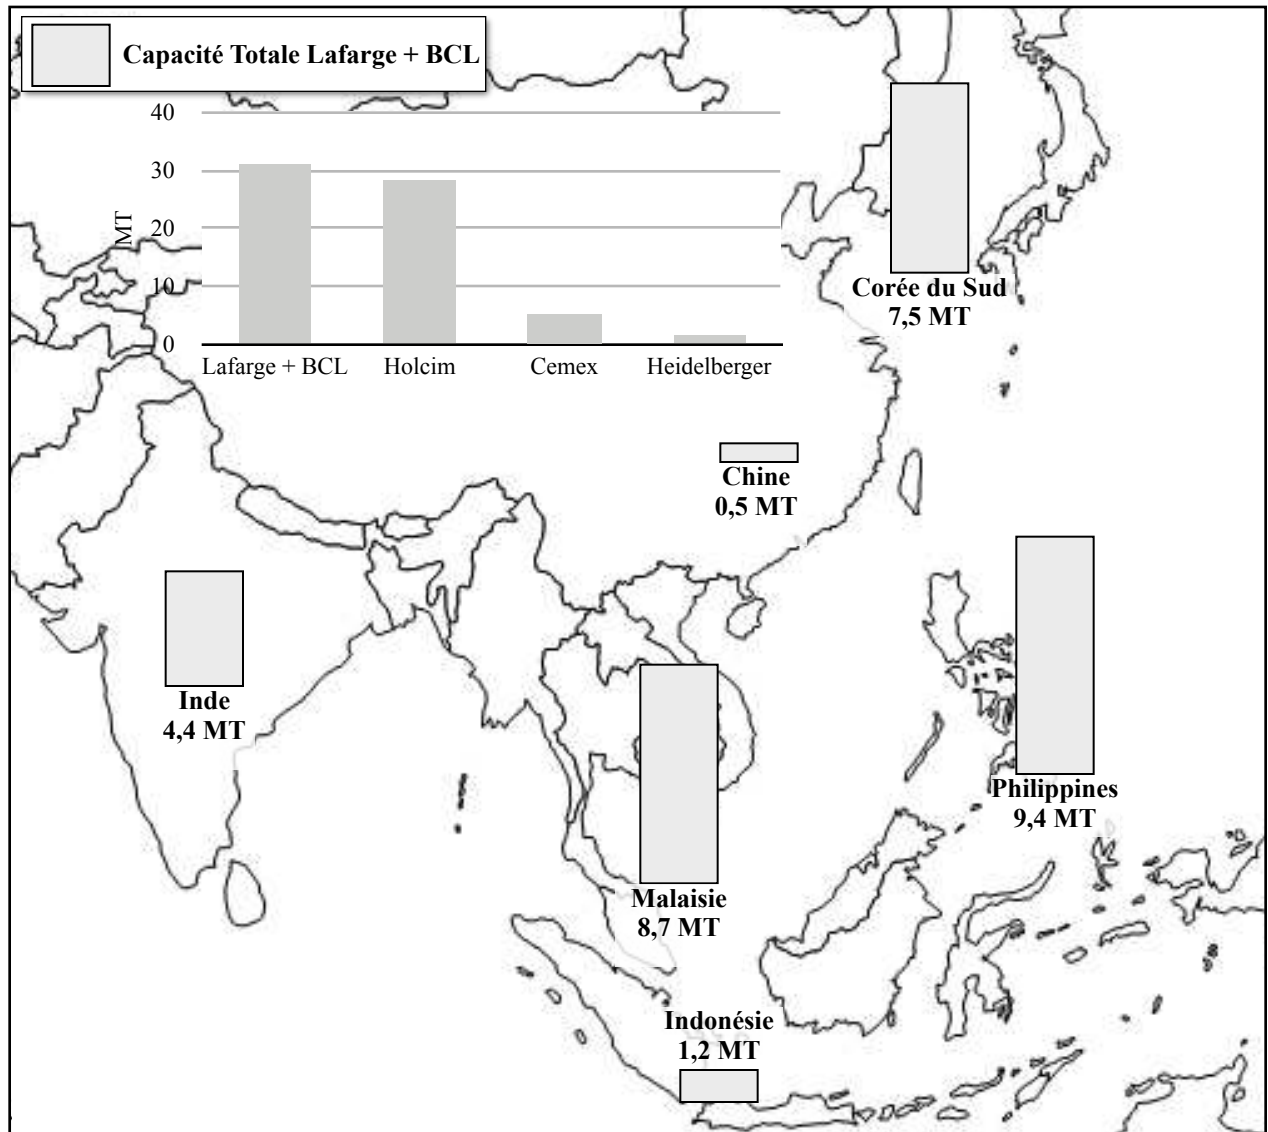 Capacité Totale Lafarge + BCL
40
30
20
10
0
MT
Lafarge + BCL
Holcim
Cemex
Heidelberger
Corée du Sud
7,5 MT
Chine
0,5 MT
Inde
4,4 MT
Philippines
9,4 MT
Malaisie
8,7 MT
Indonésie
1,2 MT